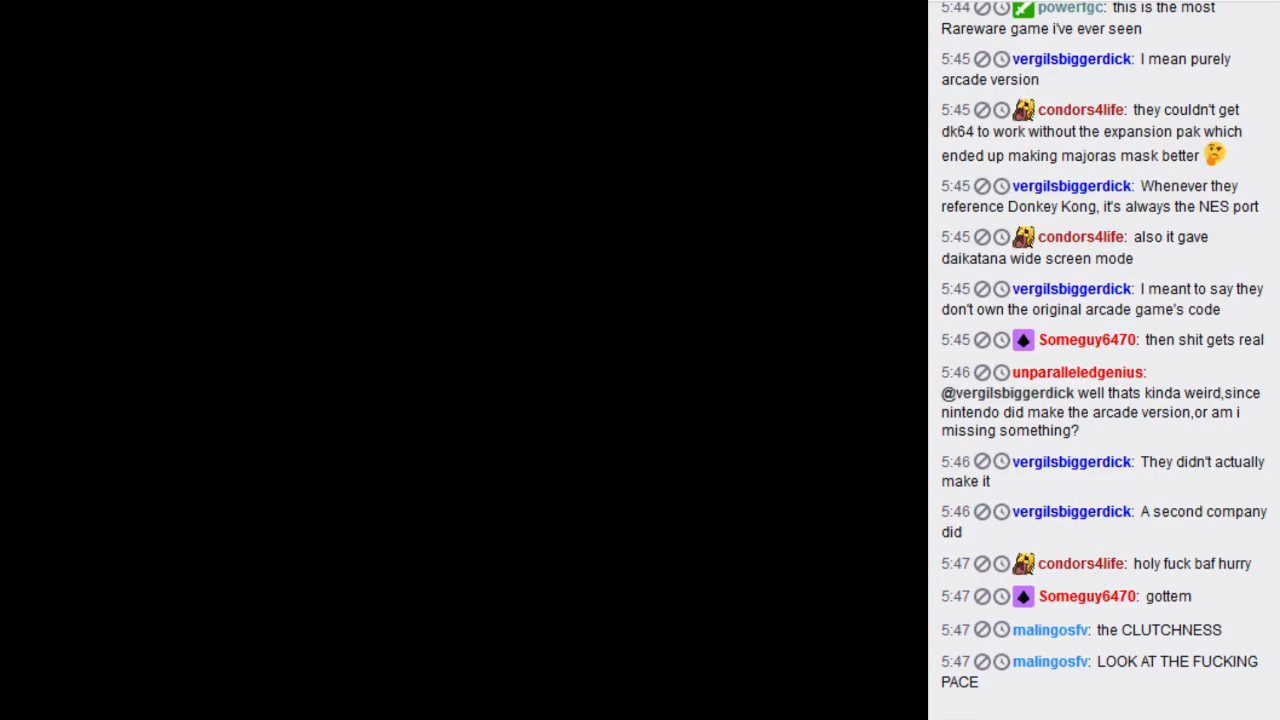 5:44 powerfgc: this is the most
Rareware game i've ever seen
5:45 vergilsbiggerdick: I mean purely
arcade version
5:45 condors4life: they couldn't get
dk64 to work without the expansion pak which
ended up making majoras mask better
5:45 vergilsbiggerdick: Whenever they
reference Donkey Kong, it's always the NES port
5:45 condors4life: also it gave
daikatana wide screen mode
5:45 vergilsbiggerdick: I meant to say they
don't own the original arcade game's code
5:45 Someguy6470: then shit gets real
5:46 unparalleledgenius:
@vergilsbiggerdick well thats kinda weird,since
nintendo did make the arcade version,or am i
missing something?
5:46 vergilsbiggerdick: They didn't actually
make it
5:46 vergilsbiggerdick: A second company
did
5:47 condors4life: holy fuck baf hurry
5:47 Someguy6470: gottem
5:47 malingosfv: the CLUTCHNESS
5:47 malingosfv: LOOK AT THE FUCKING
PACE